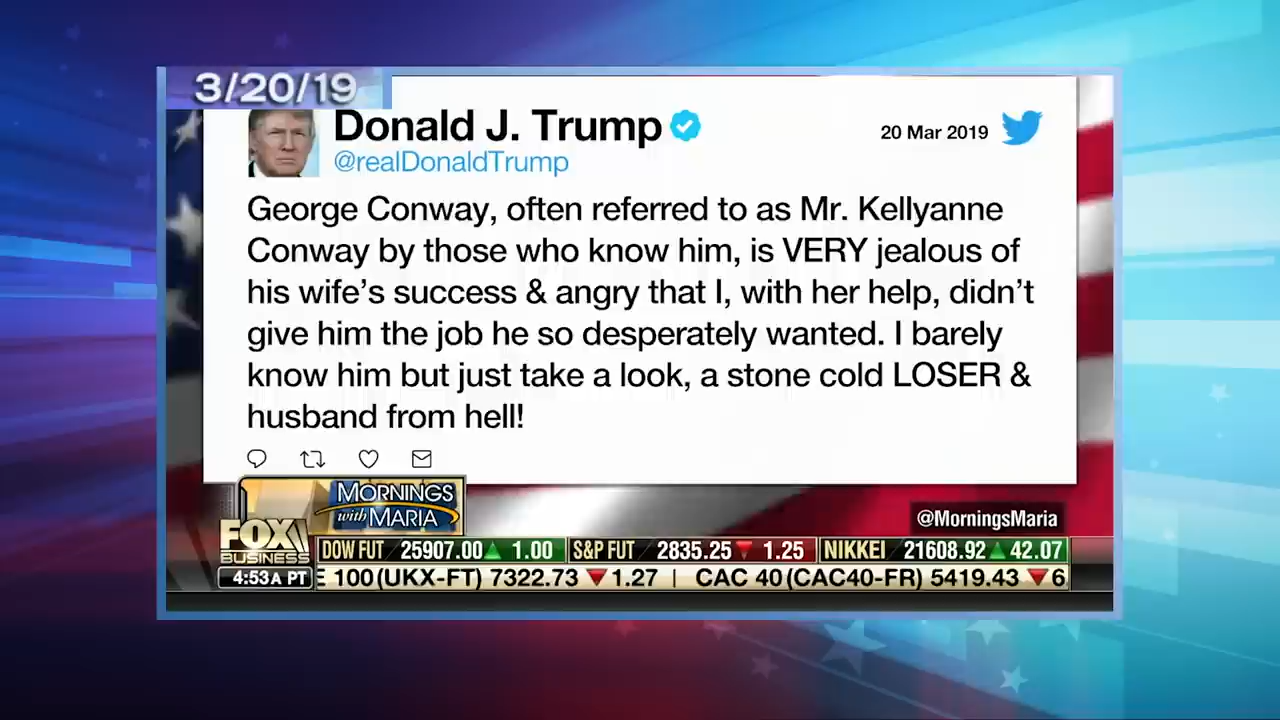 3/20/19
Donald J. Trump
@realDonaldTrump
20 Mar 2019
George Conway, often referred to as Mr. Kellyanne
Conway by those who know him, is VERY jealous of
his wife's success & angry that I, with her help, didn't
give him the job he so desperately wanted. I barely
know him but just take a look, a stone cold LOSER &
husband from hell!
MORNINGS
with MARIA
@MorningsMaria
FOX
BUSINESS
DOW FUT 25907.00▲ 1.00 S&P FUT 2835.25▼ 1.25 NIKKEI 21608.92▲42.07
4:53A PT
E 100(UKX-FT) 7322.73 ▼1.27 | CAC 40(CAC40-FR) 5419.43 ▼6